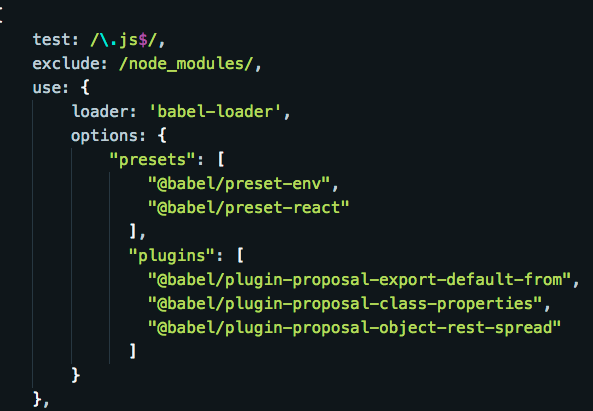 {
test: /\.js$/,
exclude: /node_modules/,
use: {
loader: 'babel-loader',
options: {
"presets": [
"@babel/preset-env",
"@babel/preset-react"
],
"plugins": [
"@babel/plugin-proposal-export-default-from",
"@babel/plugin-proposal-class-properties",
"@babel/plugin-proposal-object-rest-spread"
]
}
},